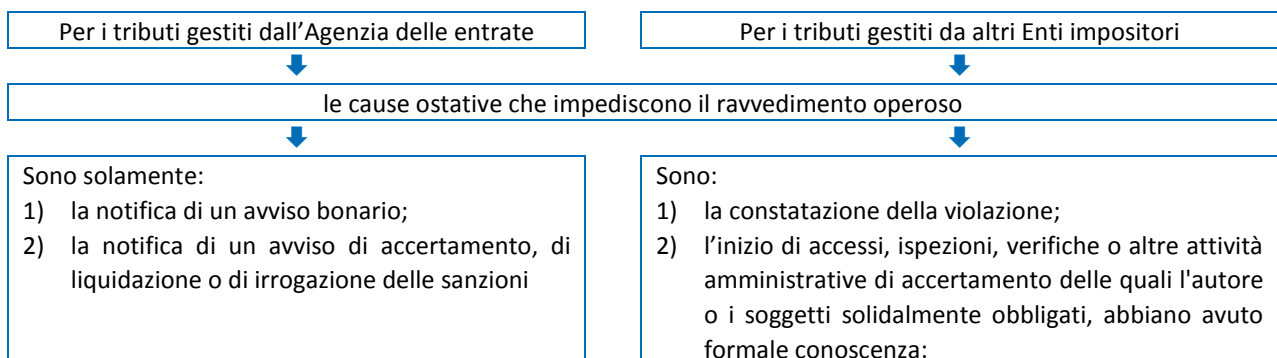 Per i tributi gestiti dall’Agenzia delle entrate
Per i tributi gestiti da altri Enti impositori
le cause ostative che impediscono il ravvedimento operoso
Sono solamente:
1) la notifica di un avviso bonario;
2) la notifica di un avviso di accertamento, di
liquidazione o di irrogazione delle sanzioni
Sono:
1) la constatazione della violazione;
2) l’inizio di accessi, ispezioni, verifiche o altre attività
amministrative di accertamento delle quali l'autore
o i soggetti solidalmente obbligati, abbiano avuto
formale conoscenza;